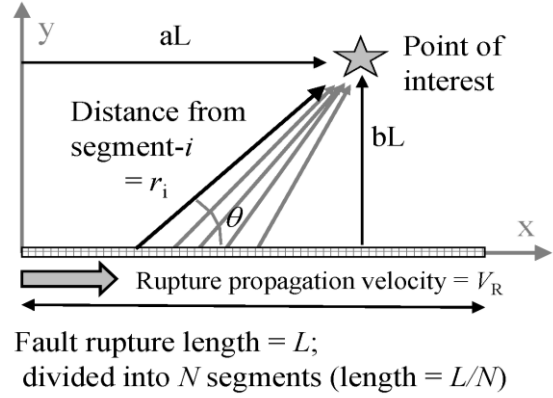 y
aL
Point of
interest
Distance from
segment-i
= rᵢ
bL
θ
x
Rupture propagation velocity = V_R
Fault rupture length = L;
divided into N segments (length = L/N)